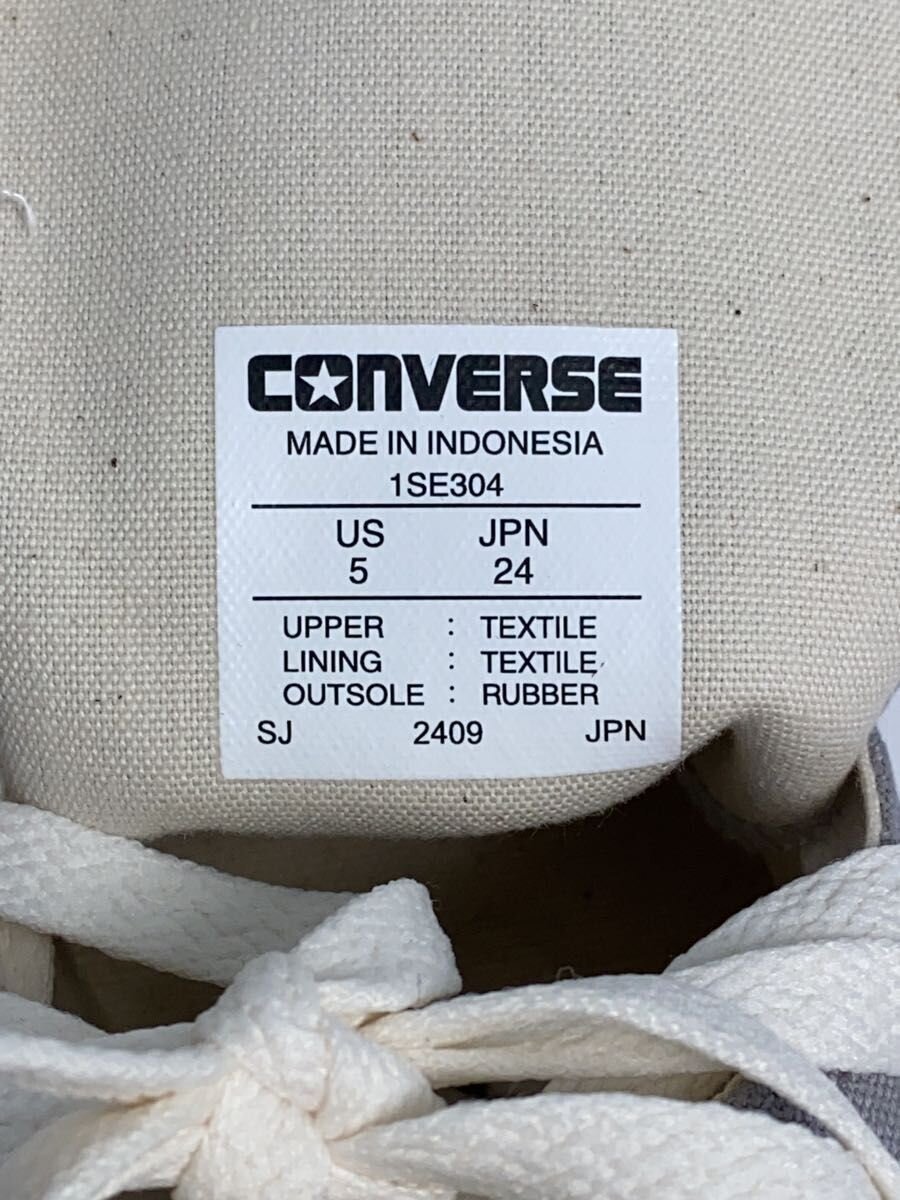 CONVERSE
MADE IN INDONESIA
1SE304
US JPN
5 24
UPPER : TEXTILE
LINING : TEXTILE
OUTSOLE : RUBBER
SJ 2409 JPN